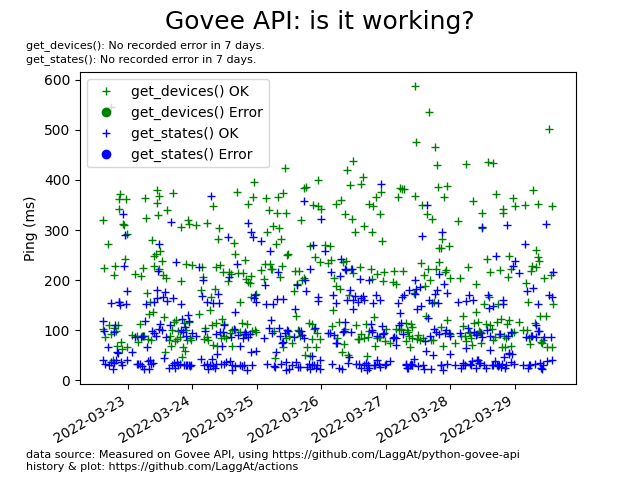 Govee API: is it working?
get_devices(): No recorded error in 7 days.
get_states(): No recorded error in 7 days.
get_devices() OK
get_devices() Error
get_states() OK
get_states() Error
Ping (ms)
600
500
400
300
200
100
0
2022-03-23
2022-03-24
2022-03-25
2022-03-26
2022-03-27
2022-03-28
2022-03-29
data source: Measured on Govee API, using https://github.com/LaggAt/python-govee-api
history & plot: https://github.com/LaggAt/actions